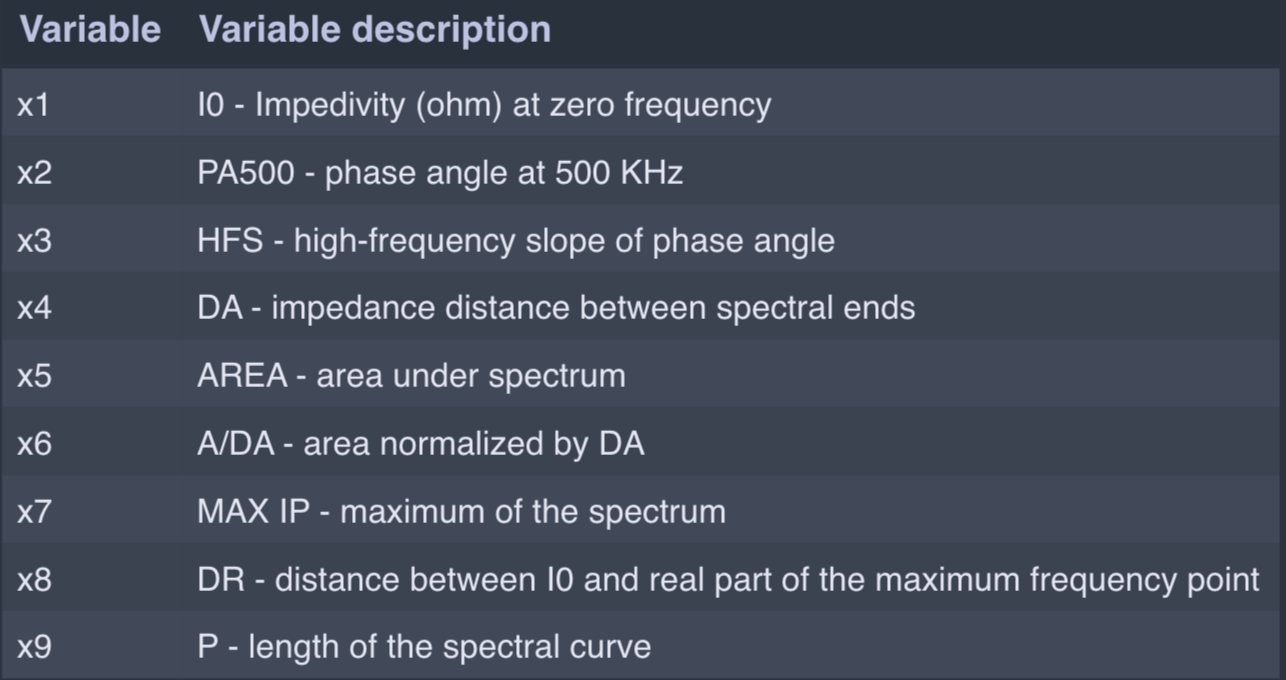 Variable Variable description
x1 I0 - Impedivity (ohm) at zero frequency
x2 PA500 - phase angle at 500 KHz
x3 HFS - high-frequency slope of phase angle
x4 DA - impedance distance between spectral ends
x5 AREA - area under spectrum
x6 A/DA - area normalized by DA
x7 MAX IP - maximum of the spectrum
x8 DR - distance between I0 and real part of the maximum frequency point
x9 P - length of the spectral curve